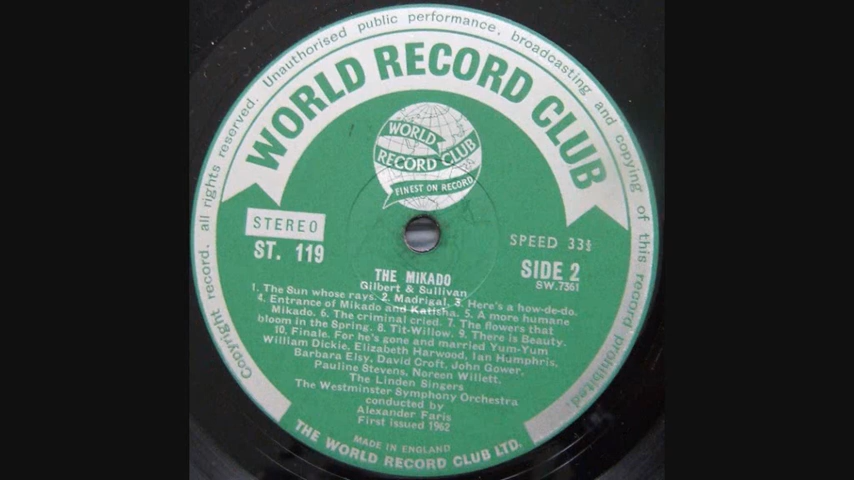 Copyright record. all rights reserved. Unauthorised public performance, broadcasting and copying of this record prohibited.
WORLD RECORD CLUB
WORLD
RECORD CLUB
FINEST ON RECORD
STEREO
ST. 119
SPEED 33⅓
SIDE 2
SW.7361
THE MIKADO
Gilbert & Sullivan
1. The Sun whose rays. 2. Madrigal. 3. Here's a how-de-do.
4. Entrance of Mikado and Katisha. 5. A more humane
Mikado. 6. The criminal cried. 7. The flowers that
bloom in the Spring. 8. Tit-Willow. 9. There is Beauty.
10. Finale. For he's gone and married Yum-Yum
William Dickie, Elizabeth Harwood, Ian Humphris,
Barbara Elsy, David Croft, John Gower,
Pauline Stevens, Noreen Willett,
The Linden Singers
The Westminster Symphony Orchestra
conducted by
Alexander Faris
First issued 1962
MADE IN ENGLAND
THE WORLD RECORD CLUB LTD.